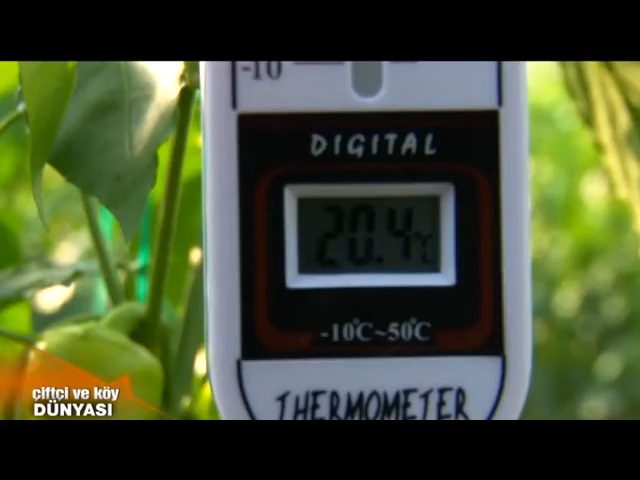 -10
DIGITAL
20.4°C
-10°C~50°C
THERMOMETER
çiftçi ve köy
DÜNYASI